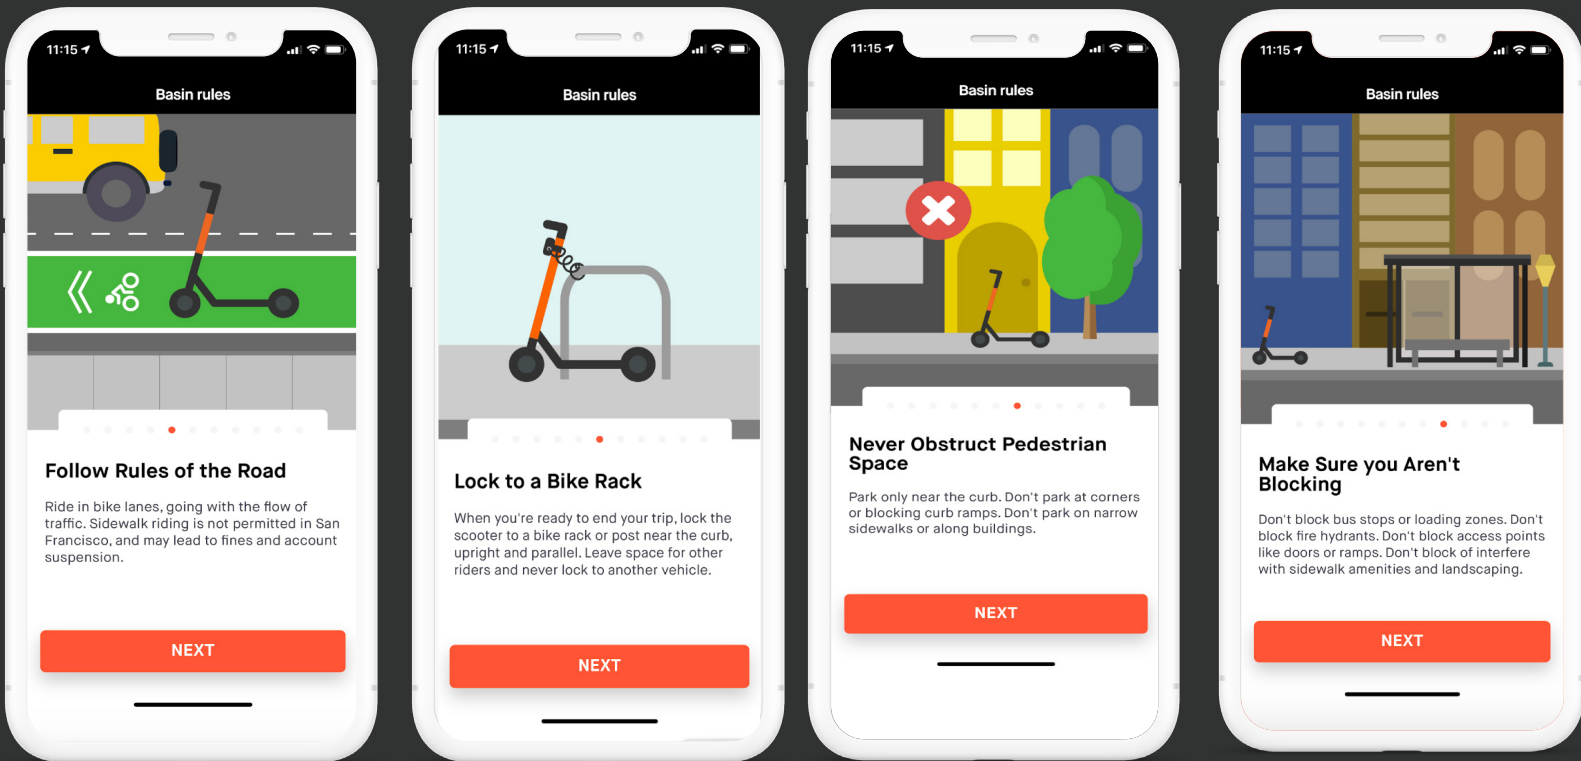 11:15
Basin rules
Follow Rules of the Road
Ride in bike lanes, going with the flow of
traffic. Sidewalk riding is not permitted in San
Francisco, and may lead to fines and account
suspension.
NEXT
11:15
Basin rules
Lock to a Bike Rack
When you're ready to end your trip, lock the
scooter to a bike rack or post near the curb,
upright and parallel. Leave space for other
riders and never lock to another vehicle.
NEXT
11:15
Basin rules
Never Obstruct Pedestrian
Space
Park only near the curb. Don't park at corners
or blocking curb ramps. Don't park on narrow
sidewalks or along buildings.
NEXT
11:15
Basin rules
Make Sure you Aren't
Blocking
Don't block bus stops or loading zones. Don't
block fire hydrants. Don't block access points
like doors or ramps. Don't block of interfere
with sidewalk amenities and landscaping.
NEXT